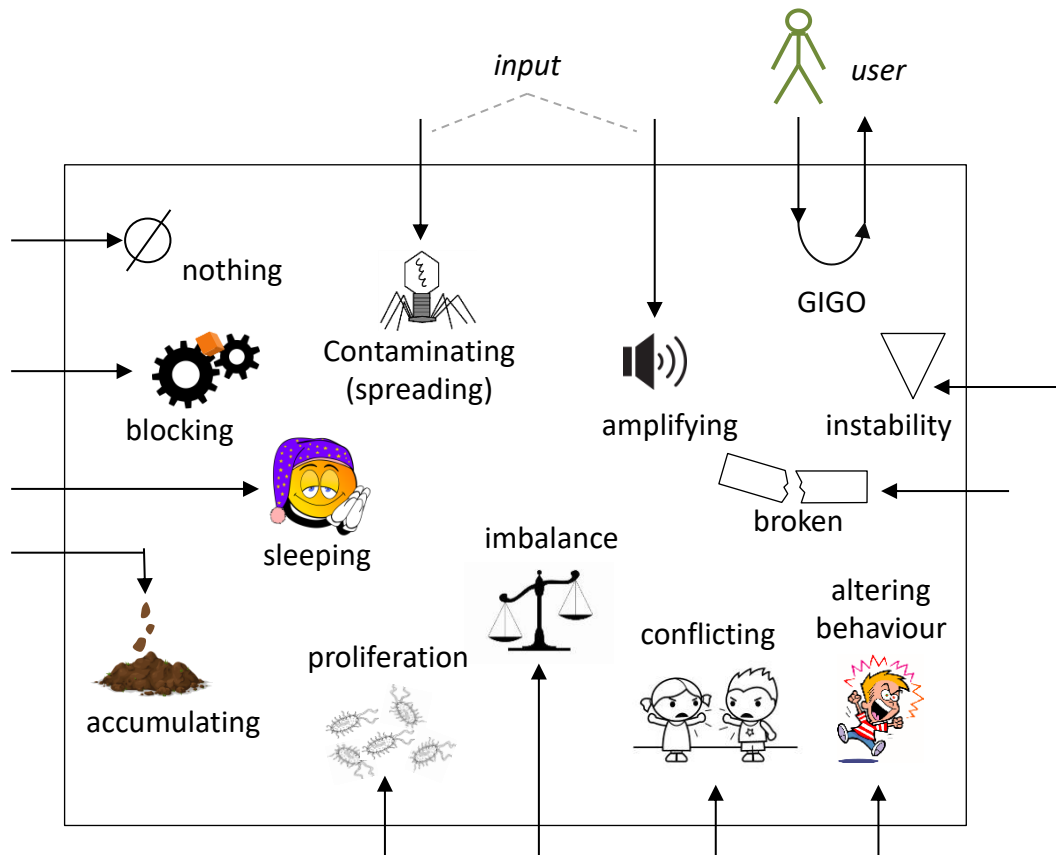 input
user
nothing
GIGO
Contaminating
(spreading)
blocking
amplifying
instability
broken
sleeping
imbalance
altering
behaviour
conflicting
proliferation
accumulating